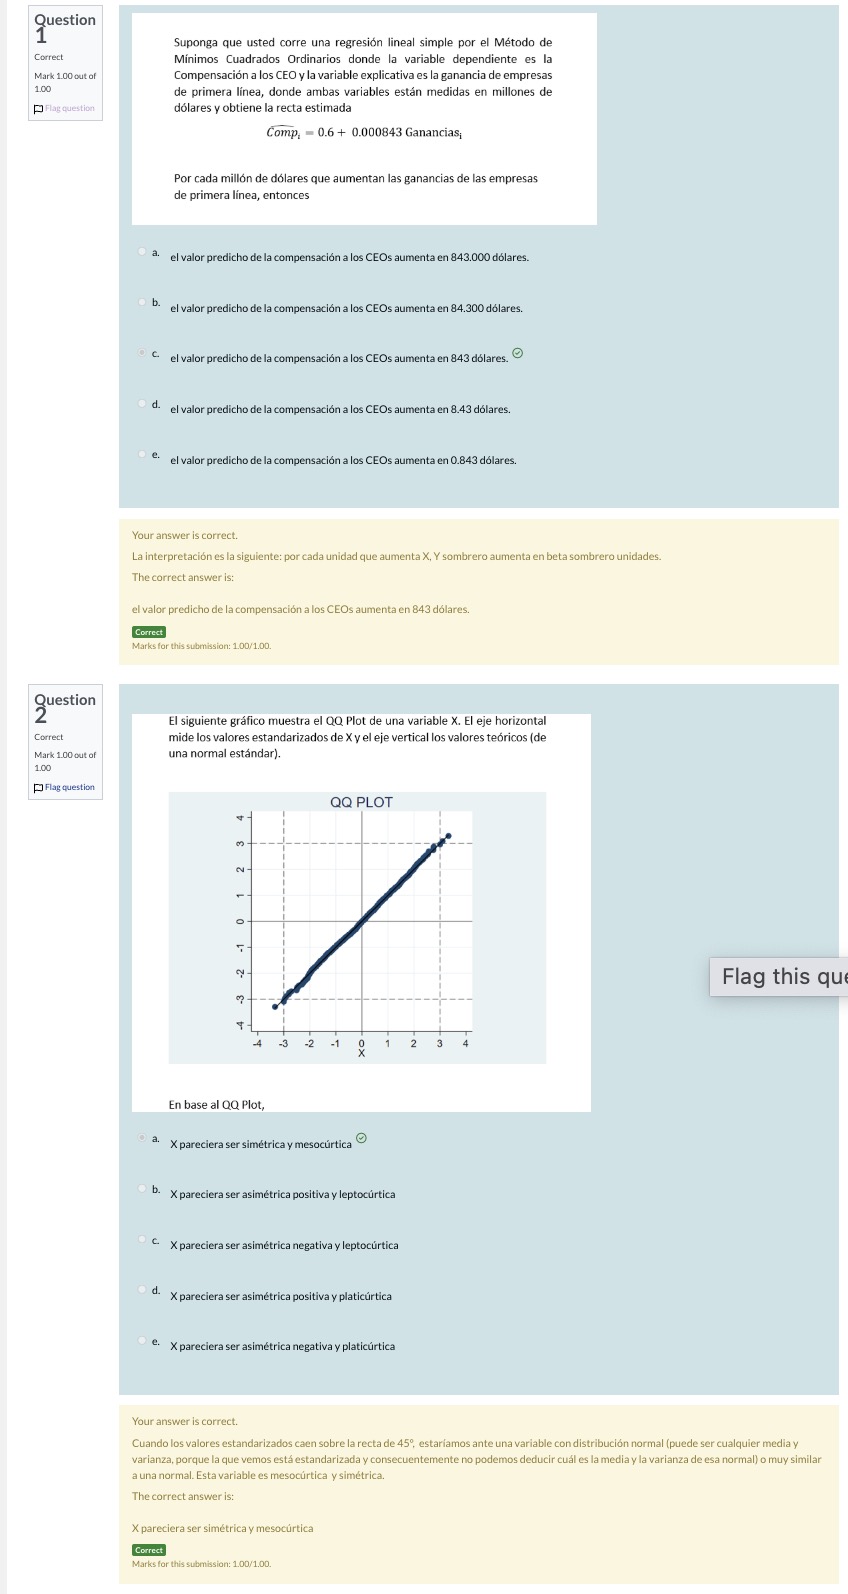 Question
1
Correct
Mark 1.00 out of
1.00
Flag question
Suponga que usted corre una regresión lineal simple por el Método de
Mínimos Cuadrados Ordinarios donde la variable dependiente es la
Compensación a los CEO y la variable explicativa es la ganancia de empresas
de primera línea, donde ambas variables están medidas en millones de
dólares y obtiene la recta estimada
\widehat{Comp}_i = 0.6 + 0.000843 Ganancias_i
Por cada millón de dólares que aumentan las ganancias de las empresas
de primera línea, entonces
a. el valor predicho de la compensación a los CEOs aumenta en 843.000 dólares.
b. el valor predicho de la compensación a los CEOs aumenta en 84.300 dólares.
c. el valor predicho de la compensación a los CEOs aumenta en 843 dólares.
d. el valor predicho de la compensación a los CEOs aumenta en 8.43 dólares.
e. el valor predicho de la compensación a los CEOs aumenta en 0.843 dólares.
Your answer is correct.
La interpretación es la siguiente: por cada unidad que aumenta X, Y sombrero aumenta en beta sombrero unidades.
The correct answer is:
el valor predicho de la compensación a los CEOs aumenta en 843 dólares.
Correct
Marks for this submission: 1.00/1.00.
Question
2
Correct
Mark 1.00 out of
1.00
Flag question
El siguiente gráfico muestra el QQ Plot de una variable X. El eje horizontal
mide los valores estandarizados de X y el eje vertical los valores teóricos (de
una normal estándar).
QQ PLOT
4
3
2
1
0
-1
-2
-3
-4
-4 -3 -2 -1 0 1 2 3 4
X
Flag this que
En base al QQ Plot,
a. X pareciera ser simétrica y mesocúrtica
b. X pareciera ser asimétrica positiva y leptocúrtica
c. X pareciera ser asimétrica negativa y leptocúrtica
d. X pareciera ser asimétrica positiva y platicúrtica
e. X pareciera ser asimétrica negativa y platicúrtica
Your answer is correct.
Cuando los valores estandarizados caen sobre la recta de 45º, estaríamos ante una variable con distribución normal (puede ser cualquier media y
varianza, porque la que vemos está estandarizada y consecuentemente no podemos deducir cuál es la media y la varianza de esa normal) o muy similar
a una normal. Esta variable es mesocúrtica y simétrica.
The correct answer is:
X pareciera ser simétrica y mesocúrtica
Correct
Marks for this submission: 1.00/1.00.